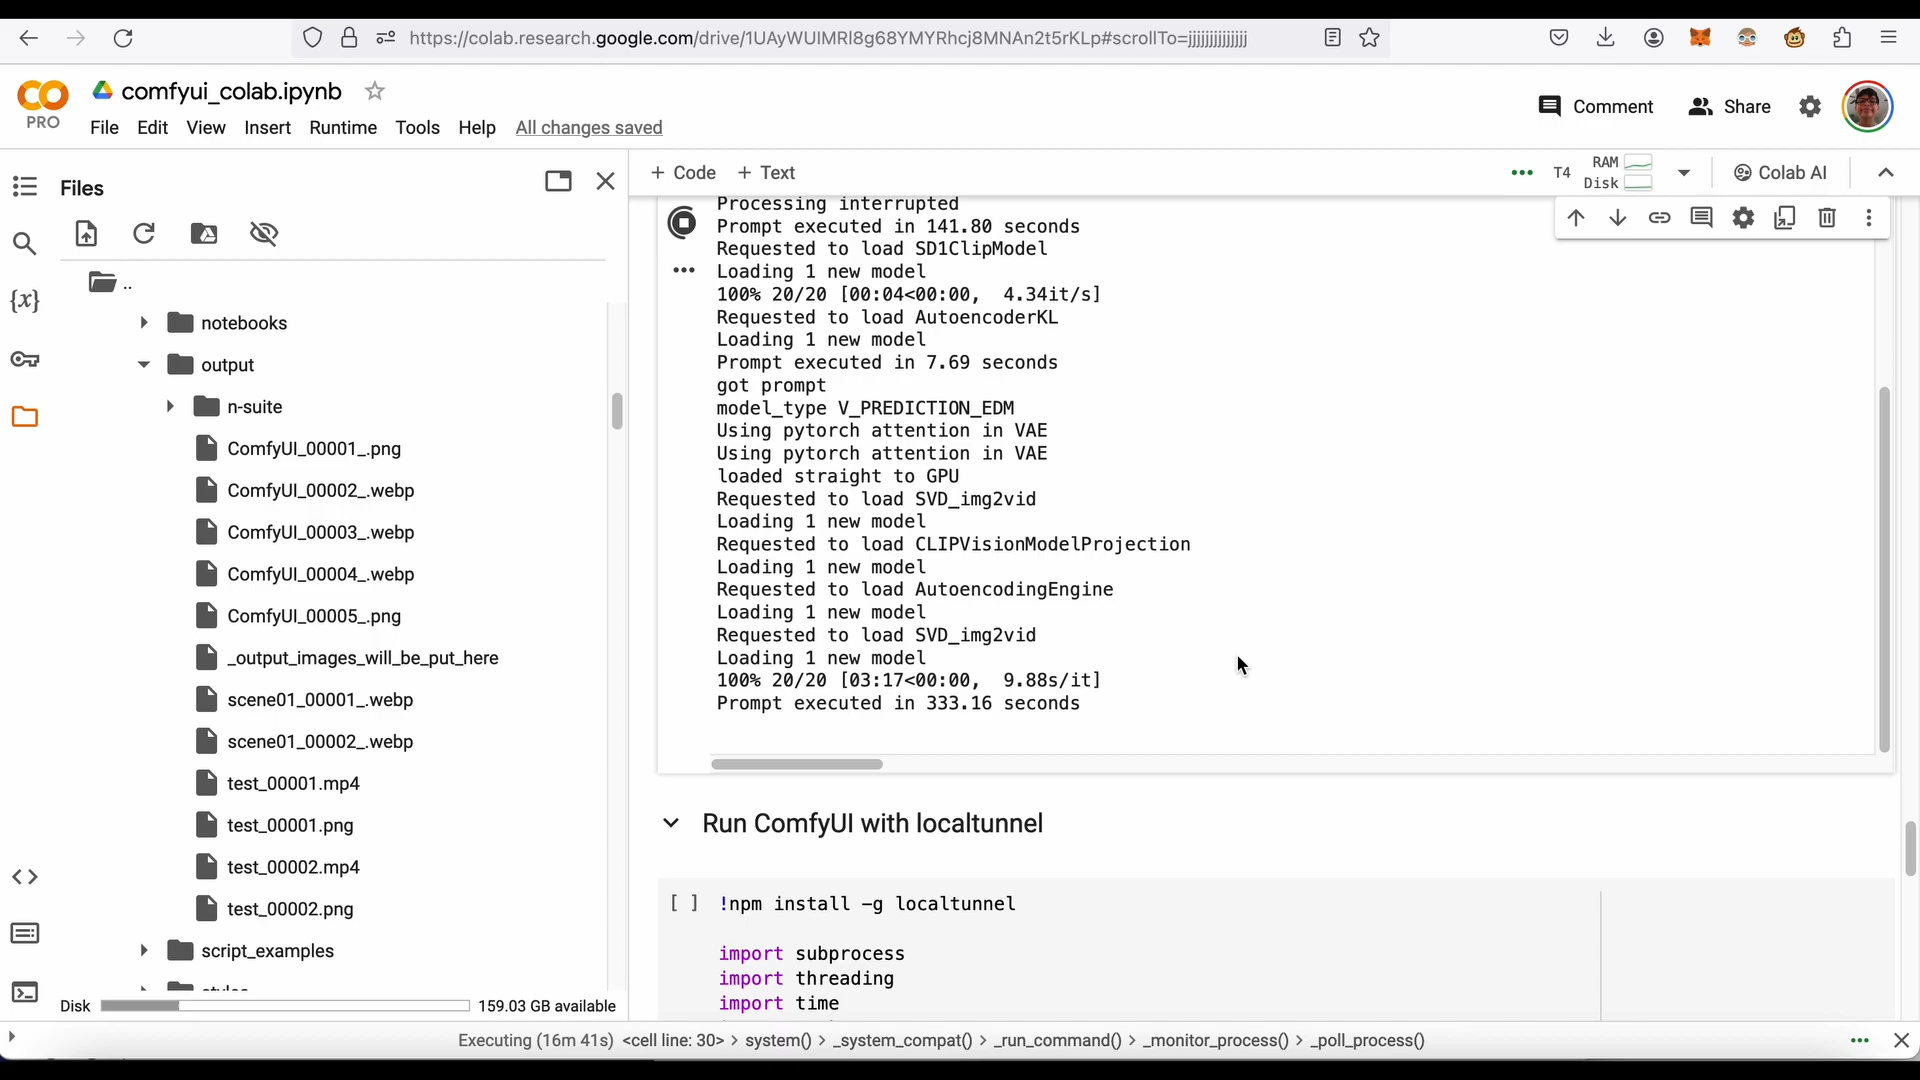 https://colab.research.google.com/drive/1UAyWUIMRI8g68YMYRhcj8MNAn2t5rKLp#scrollTo=jjjjjjjjjjjjjj
PRO
comfyui_colab.ipynb
File Edit View Insert Runtime Tools Help All changes saved
Comment
Share
Files
+ Code + Text
T4
RAM
Disk
Colab AI
..
notebooks
output
n-suite
ComfyUI_00001_.png
ComfyUI_00002_.webp
ComfyUI_00003_.webp
ComfyUI_00004_.webp
ComfyUI_00005_.png
_output_images_will_be_put_here
scene01_00001_.webp
scene01_00002_.webp
test_00001.mp4
test_00001.png
test_00002.mp4
test_00002.png
script_examples
styles
Disk 159.03 GB available
Processing interrupted
Prompt executed in 141.80 seconds
Requested to load SD1ClipModel
Loading 1 new model
100% 20/20 [00:04<00:00, 4.34it/s]
Requested to load AutoencoderKL
Loading 1 new model
Prompt executed in 7.69 seconds
got prompt
model_type V_PREDICTION_EDM
Using pytorch attention in VAE
Using pytorch attention in VAE
loaded straight to GPU
Requested to load SVD_img2vid
Loading 1 new model
Requested to load CLIPVisionModelProjection
Loading 1 new model
Requested to load AutoencodingEngine
Loading 1 new model
Requested to load SVD_img2vid
Loading 1 new model
100% 20/20 [03:17<00:00, 9.88s/it]
Prompt executed in 333.16 seconds
Run ComfyUI with localtunnel
[ ] !npm install -g localtunnel
import subprocess
import threading
import time
Executing (16m 41s) <cell line: 30> > system() > _system_compat() > _run_command() > _monitor_process() > _poll_process()